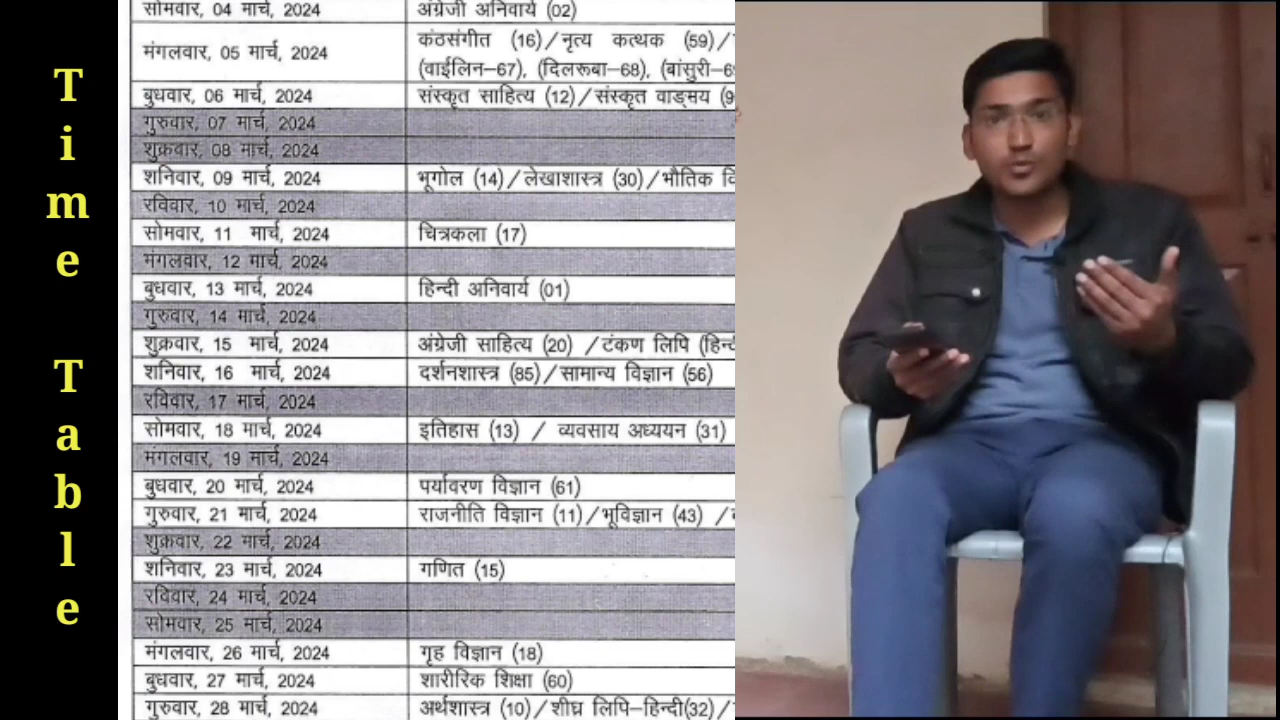 Time
Table
सोमवार, 04 मार्च, 2024 अंग्रेजी अनिवार्य (02)
मंगलवार, 05 मार्च, 2024 कंठसंगीत (16)/नृत्य कत्थक (59)/
(वाईलिन–67), (दिलरूबा–68), (बांसुरी–69
बुधवार, 06 मार्च, 2024 संस्कृत साहित्य (12)/संस्कृत वाङ्मय (9
गुरुवार, 07 मार्च, 2024
शुक्रवार, 08 मार्च, 2024
शनिवार, 09 मार्च, 2024 भूगोल (14)/लेखाशास्त्र (30)/भौतिक
रविवार, 10 मार्च, 2024
सोमवार, 11 मार्च, 2024 चित्रकला (17)
मंगलवार, 12 मार्च, 2024
बुधवार, 13 मार्च, 2024 हिन्दी अनिवार्य (01)
गुरुवार, 14 मार्च, 2024
शुक्रवार, 15 मार्च, 2024 अंग्रेजी साहित्य (20) /टंकण लिपि
शनिवार, 16 मार्च, 2024 दर्शनशास्त्र (85)/सामान्य विज्ञान (56)
रविवार, 17 मार्च, 2024
सोमवार, 18 मार्च, 2024 इतिहास (13) / व्यवसाय अध्ययन (31)
मंगलवार, 19 मार्च, 2024
बुधवार, 20 मार्च, 2024 पर्यावरण विज्ञान (61)
गुरुवार, 21 मार्च, 2024 राजनीति विज्ञान (11)/भूविज्ञान (43) /
शुक्रवार, 22 मार्च, 2024
शनिवार, 23 मार्च, 2024 गणित (15)
रविवार, 24 मार्च, 2024
सोमवार, 25 मार्च, 2024
मंगलवार, 26 मार्च, 2024 गृह विज्ञान (18)
बुधवार, 27 मार्च, 2024 शारीरिक शिक्षा (60)
गुरुवार, 28 मार्च, 2024 अर्थशास्त्र (10)/शीघ्र लिपि–हिन्दी(32)/